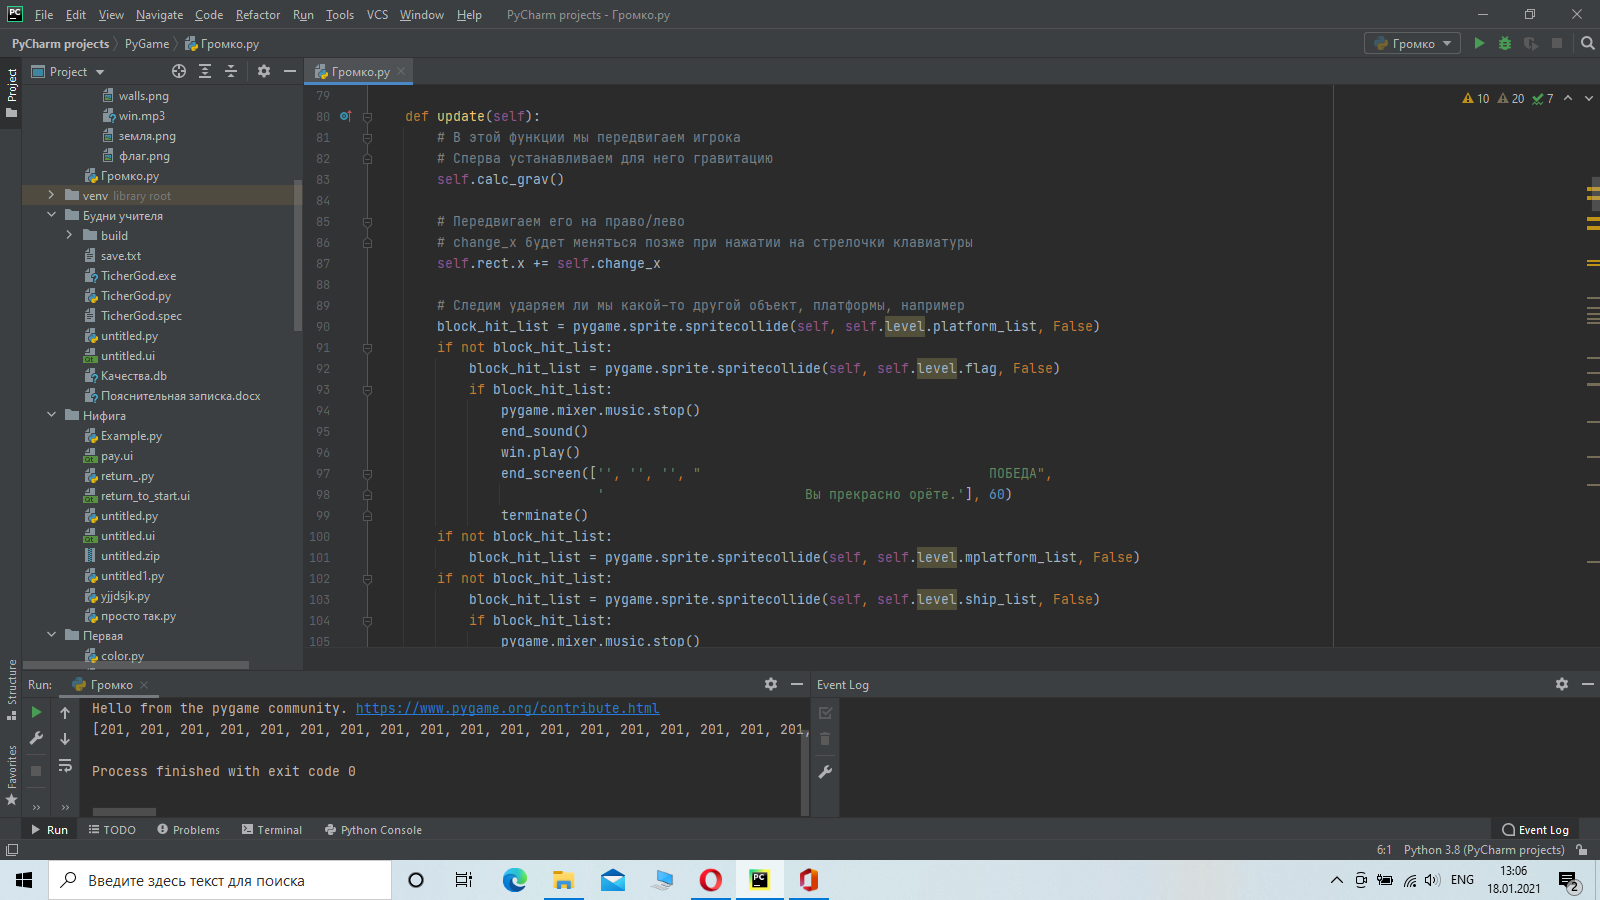 File Edit View Navigate Code Refactor Run Tools VCS Window Help PyCharm projects - Громко.py
PyCharm projects PyGame Громко.py Громко
Project Громко.py
Project
walls.png
win.mp3
земля.png
флаг.png
Громко.py
venv library root
Будни учителя
build
save.txt
TicherGod.exe
TicherGod.py
TicherGod.spec
untitled.py
untitled.ui
Качества.db
Пояснительная записка.docx
Нифига
Example.py
pay.ui
return_.py
return_to_start.ui
untitled.py
untitled.ui
untitled.zip
untitled1.py
yjjdsjk.py
просто так.py
Первая
color.py
10 20 7
79
80 def update(self):
81 # В этой функции мы передвигаем игрока
82 # Сперва устанавливаем для него гравитацию
83 self.calc_grav()
84
85 # Передвигаем его на право/лево
86 # change_x будет меняться позже при нажатии на стрелочки клавиатуры
87 self.rect.x += self.change_x
88
89 # Следим ударяем ли мы какой-то другой объект, платформы, например
90 block_hit_list = pygame.sprite.spritecollide(self, self.level.platform_list, False)
91 if not block_hit_list:
92 block_hit_list = pygame.sprite.spritecollide(self, self.level.flag, False)
93 if block_hit_list:
94 pygame.mixer.music.stop()
95 end_sound()
96 win.play()
97 end_screen(['', '', '', " ПОБЕДА",
98 ' Вы прекрасно орёте.'], 60)
99 terminate()
100 if not block_hit_list:
101 block_hit_list = pygame.sprite.spritecollide(self, self.level.mplatform_list, False)
102 if not block_hit_list:
103 block_hit_list = pygame.sprite.spritecollide(self, self.level.ship_list, False)
104 if block_hit_list:
105 pygame.mixer.music.stop()
Structure
Favorites
Run: Громко Event Log
Hello from the pygame community. https://www.pygame.org/contribute.html
[201, 201, 201, 201, 201, 201, 201, 201, 201, 201, 201, 201, 201, 201, 201, 201, 201, 201,
Process finished with exit code 0
Run TODO Problems Terminal Python Console Event Log
6:1 Python 3.8 (PyCharm projects)
Введите здесь текст для поиска
ENG
13:06
18.01.2021
2